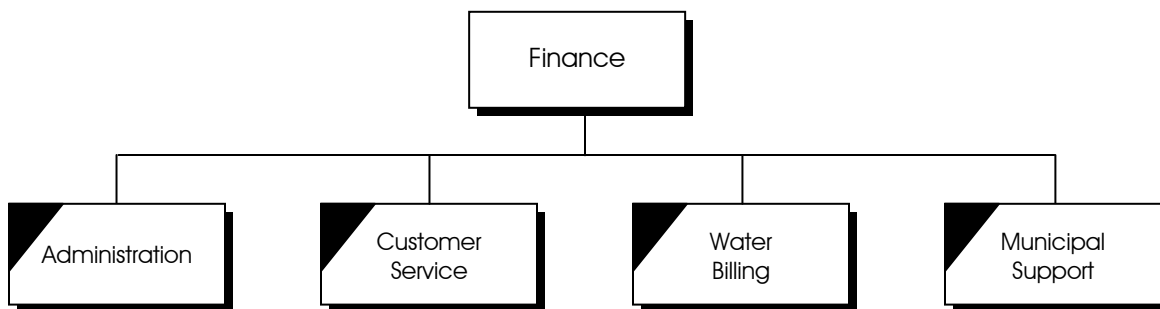 Finance
Administration
Customer
Service
Water
Billing
Municipal
Support